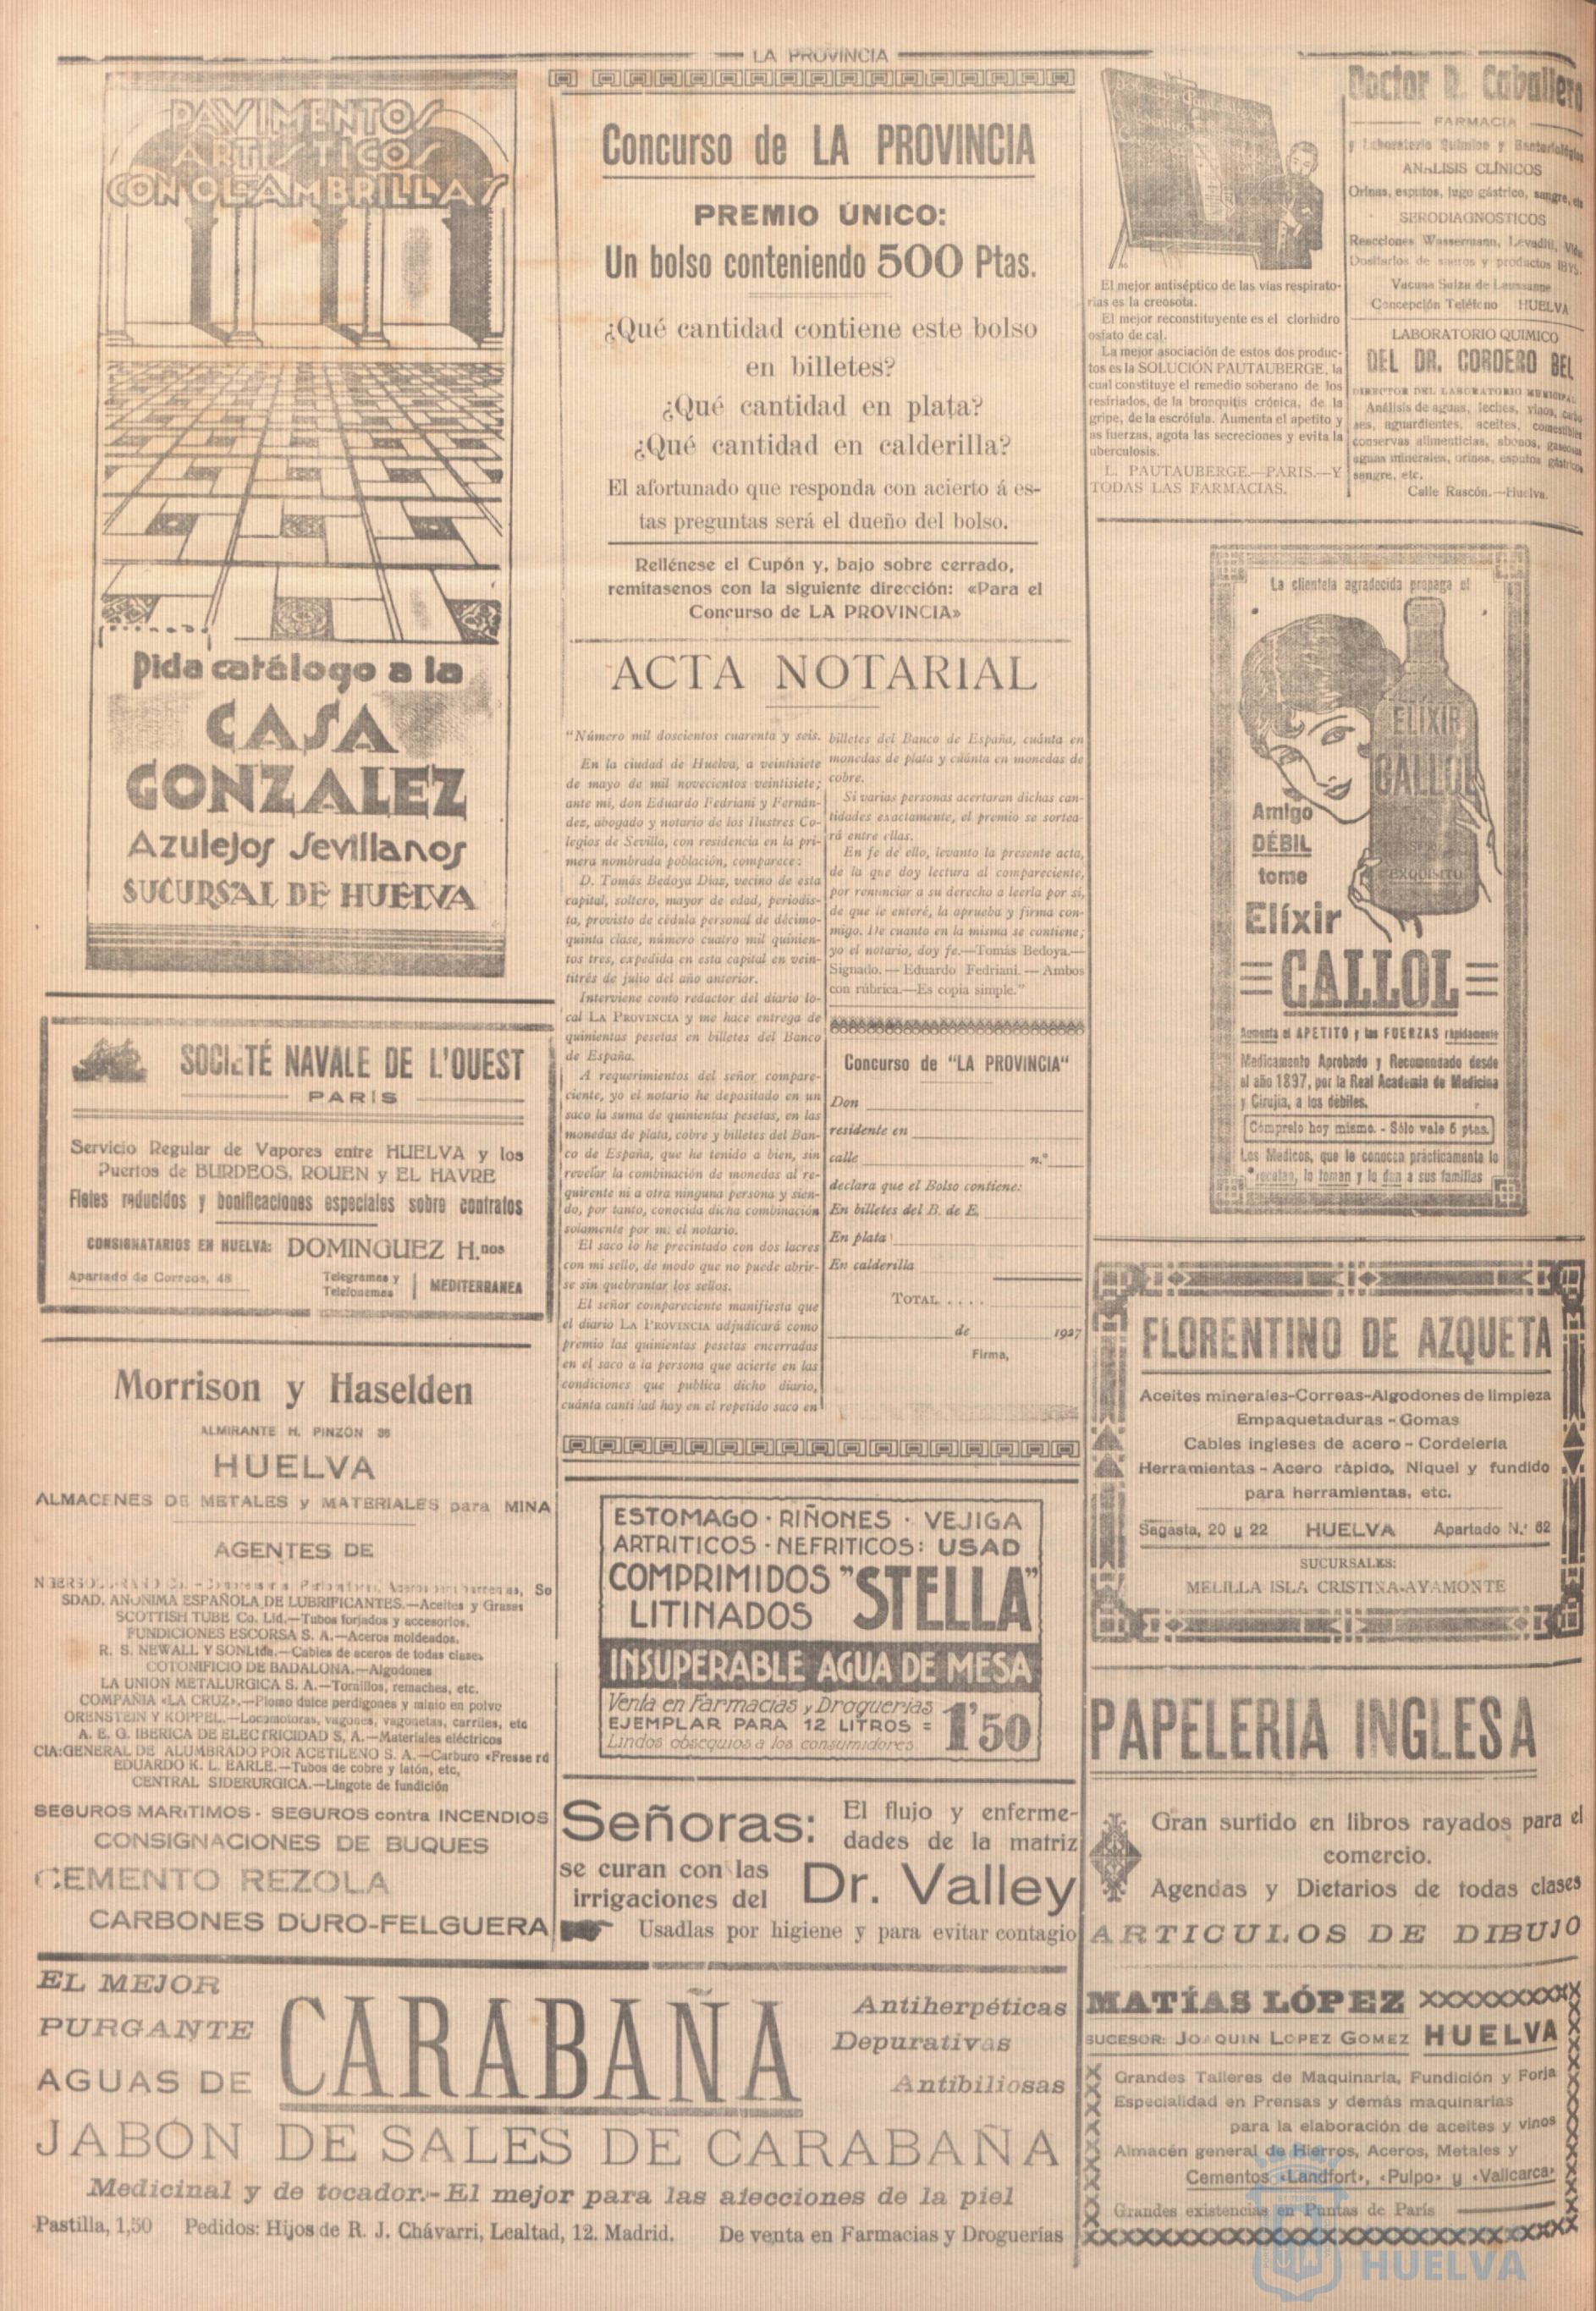 LA PROVINCIA
PAVIMENTOS
ARTISTICOS
CON OLAMBRILLAS
Pida catálogo a la
CASA
GONZALEZ
Azulejos Sevillanos
SUCURSAL DE HUELVA
SOCIETÉ NAVALE DE L'OUEST
PARÍS
Servicio Regular de Vapores entre HUELVA y los
Puertos de BURDEOS, ROUEN y EL HAVRE
Fletes reducidos y bonificaciones especiales sobre contratos
CONSIGNATARIOS EN HUELVA: DOMINGUEZ H.nos
Apartado de Correos, 48
Telegramas y
Telefonemas
MEDITERRANEA
Morrison y Haselden
ALMIRANTE H. PINZÓN
HUELVA
ALMACENES DE METALES y MATERIALES para MINA
AGENTES DE
SDAD. ANONIMA ESPAÑOLA DE LUBRIFICANTES.—Aceites y Grasas
SCOTTISH TUBE Co. Ltd.—Tubos forjados y accesorios.
FUNDICIONES ESCORSA S. A.—Aceros moldeados.
R. S. NEWALL Y SON Ltda.—Cables de aceros de todas clases
COTONIFICIO DE BADALONA.—Algodones
LA UNION METALURGICA S. A.—Tornillos, remaches, etc.
COMPAÑIA «LA CRUZ».—Plomo dulce perdigones y minio en polvo
ORENSTEIN Y KOPPEL.—Locomotoras, vagones, vagonetas, carriles, etc
A. E. G. IBERICA DE ELECTRICIDAD S, A.—Materiales eléctricos
CIA:GENERAL DE ALUMBRADO POR ACETILENO S. A.—Carburo «Fresse rd
EDUARDO K. L. EARLE.—Tubos de cobre y latón, etc,
CENTRAL SIDERURGICA.—Lingote de fundición
SEGUROS MARITIMOS - SEGUROS contra INCENDIOS
CONSIGNACIONES DE BUQUES
CEMENTO REZOLA
CARBONES DURO-FELGUERA
Concurso de LA PROVINCIA
PREMIO ÚNICO:
Un bolso conteniendo 500 Ptas.
¿Qué cantidad contiene este bolso
en billetes?
¿Qué cantidad en plata?
¿Qué cantidad en calderilla?
El afortunado que responda con acierto á es-
tas preguntas será el dueño del bolso.
Rellénese el Cupón y, bajo sobre cerrado,
remitasenos con la siguiente dirección: «Para el
Concurso de LA PROVINCIA»
ACTA NOTARIAL
"Número mil doscientos cuarenta y seis.
En la ciudad de Huelva, a veintisiete
de mayo de mil novecientos veintisiete;
ante mí, don Eduardo Fedriani y Fernán-
dez, abogado y notario de los Ilustres Co-
legios de Sevilla, con residencia en la pri-
mera nombrada población, comparece:
D. Tomás Bedoya Diaz, vecino de esta
capital, soltero, mayor de edad, periodis-
ta, provisto de cédula personal de décimo-
quinta clase, número cuatro mil quinien-
tos tres, expedida en esta capital en vein-
titrés de julio del año anterior.
Interviene como redactor del diario lo-
cal LA PROVINCIA y me hace entrega de
quinientas pesetas en billetes del Banco
de España.
A requerimientos del señor compare-
ciente, yo el notario he depositado en un
saco la suma de quinientas pesetas, en las
monedas de plata, cobre y billetes del Ban-
co de España, que he tenido a bien, sin
revelar la combinación de monedas al re-
quirente ni a otra ninguna persona y sien-
do, por tanto, conocida dicha combinación
solamente por mí el notario.
El saco lo he precintado con dos lacres
con mi sello, de modo que no puede abrir-
se sin quebrantar los sellos.
El señor compareciente manifiesta que
el diario LA PROVINCIA adjudicará como
premio las quinientas pesetas encerradas
en el saco a la persona que acierte en las
condiciones que publica dicho diario,
cuánta canti lad hay en el repetido saco en
billetes del Banco de España, cuánta en
monedas de plata y cuánta en monedas de
cobre.
Si varias personas acertaran dichas can-
tidades exactamente, el premio se sortea-
rá entre ellas.
En fe de ello, levanto la presente acta,
de la que doy lectura al compareciente,
por renunciar a su derecho a leerla por sí,
de que le enteré, la aprueba y firma con-
migo. De cuanto en la misma se contiene;
yo el notario, doy fe.—Tomás Bedoya.—
Signado. — Eduardo Fedriani. — Ambos
con rúbrica.—Es copia simple."
Concurso de "LA PROVINCIA"
Don
residente en
calle n.º
declara que el Bolso contiene:
En billetes del B. de E.
En plata
En calderilla
TOTAL . . . .
de 1927
Firma,
ESTOMAGO · RIÑONES · VEJIGA
ARTRITICOS · NEFRITICOS: USAD
COMPRIMIDOS "STELLA"
LITINADOS
INSUPERABLE AGUA DE MESA
Venta en Farmacias y Droguerias
EJEMPLAR PARA 12 LITROS = 1'50
Lindos obsequios a los consumidores
Señoras: El flujo y enferme-
dades de la matriz
se curan con las
irrigaciones del Dr. Valley
Usadlas por higiene y para evitar contagio
EL MEJOR
PURGANTE
AGUAS DE
CARABAÑA
Antiherpéticas
Depurativas
Antibiliosas
JABON DE SALES DE CARABAÑA
Medicinal y de tocador.-El mejor para las afecciones de la piel
Pastilla, 1,50 Pedidos: Hijos de R. J. Chávarri, Lealtad, 12. Madrid. De venta en Farmacias y Droguerías
El mejor antiséptico de las vías respirato-
rias es la creosota.
El mejor reconstituyente es el clorhidro
osfato de cal.
La mejor asociación de estos dos produc-
tos es la SOLUCIÓN PAUTAUBERGE, la
cual constituye el remedio soberano de los
resfriados, de la bronquitis crónica, de la
gripe, de la escrófula. Aumenta el apetito y
as fuerzas, agota las secreciones y evita la
uberculosis.
L. PAUTAUBERGE.—PARIS.—Y
TODAS LAS FARMACIAS.
Doctor R. Caballero
FARMACIA
y Laboratorio Químico y Bacteriológico
ANALISIS CLÍNICOS
Orinas, esputos, jugo gástrico, sangre, de
SERODIAGNOSTICOS
Reacciones Wassermann, Levaditi,
Dositarios de sueros y productos
Vacuna Suiza de Laussanne
Concepción Teléfono HUELVA
LABORATORIO QUIMICO
DEL DR. CORDERO BEL
DIRECTOR DEL LABORATORIO MUNICIPAL
Análisis de aguas, leches, vinos, carbo
ses, aguardientes, aceites, comestibles
conservas alimenticias, abonos, gaseosas
aguas minerales, orinas, esputos gástricos
sangre, etc.
Calle Rascón.—Huelva.
La clientela agradecida propaga el
ELIXIR
CALLOL
EXQUISITO
Amigo
DÉBIL
tome
Elíxir
CALLOL
Aumenta el APETITO y las FUERZAS rápidamente
Medicamento Aprobado y Recomendado desde
el año 1897, por la Real Academia de Medicina
y Cirujia, a los débiles.
Cómprelo hoy mismo. - Sólo vale 5 ptas.
Los Médicos, que le conocen prácticamente lo
recetan, lo toman y lo dan a sus familias
FLORENTINO DE AZQUETA
Aceites minerales-Correas-Algodones de limpieza
Empaquetaduras - Gomas
Cables ingleses de acero - Cordelería
Herramientas - Acero rápido, Niquel y fundido
para herramientas, etc.
Sagasta, 20 y 22 HUELVA Apartado N.º 62
SUCURSALES:
MELILLA ISLA CRISTINA-AYAMONTE
PAPELERIA INGLESA
Gran surtido en libros rayados para el
comercio.
Agendas y Dietarios de todas clases
ARTICULOS DE DIBUJO
MATÍAS LÓPEZ
SUCESOR: JOAQUIN LOPEZ GOMEZ HUELVA
Grandes Talleres de Maquinaria, Fundición y Forja
Especialidad en Prensas y demás maquinarias
para la elaboración de aceites y vinos
Almacén general de Hierros, Aceros, Metales y
Cementos «Landfort», «Pulpo» y «Vallcarca»
Grandes existencias en Puntas de París
HUELVA